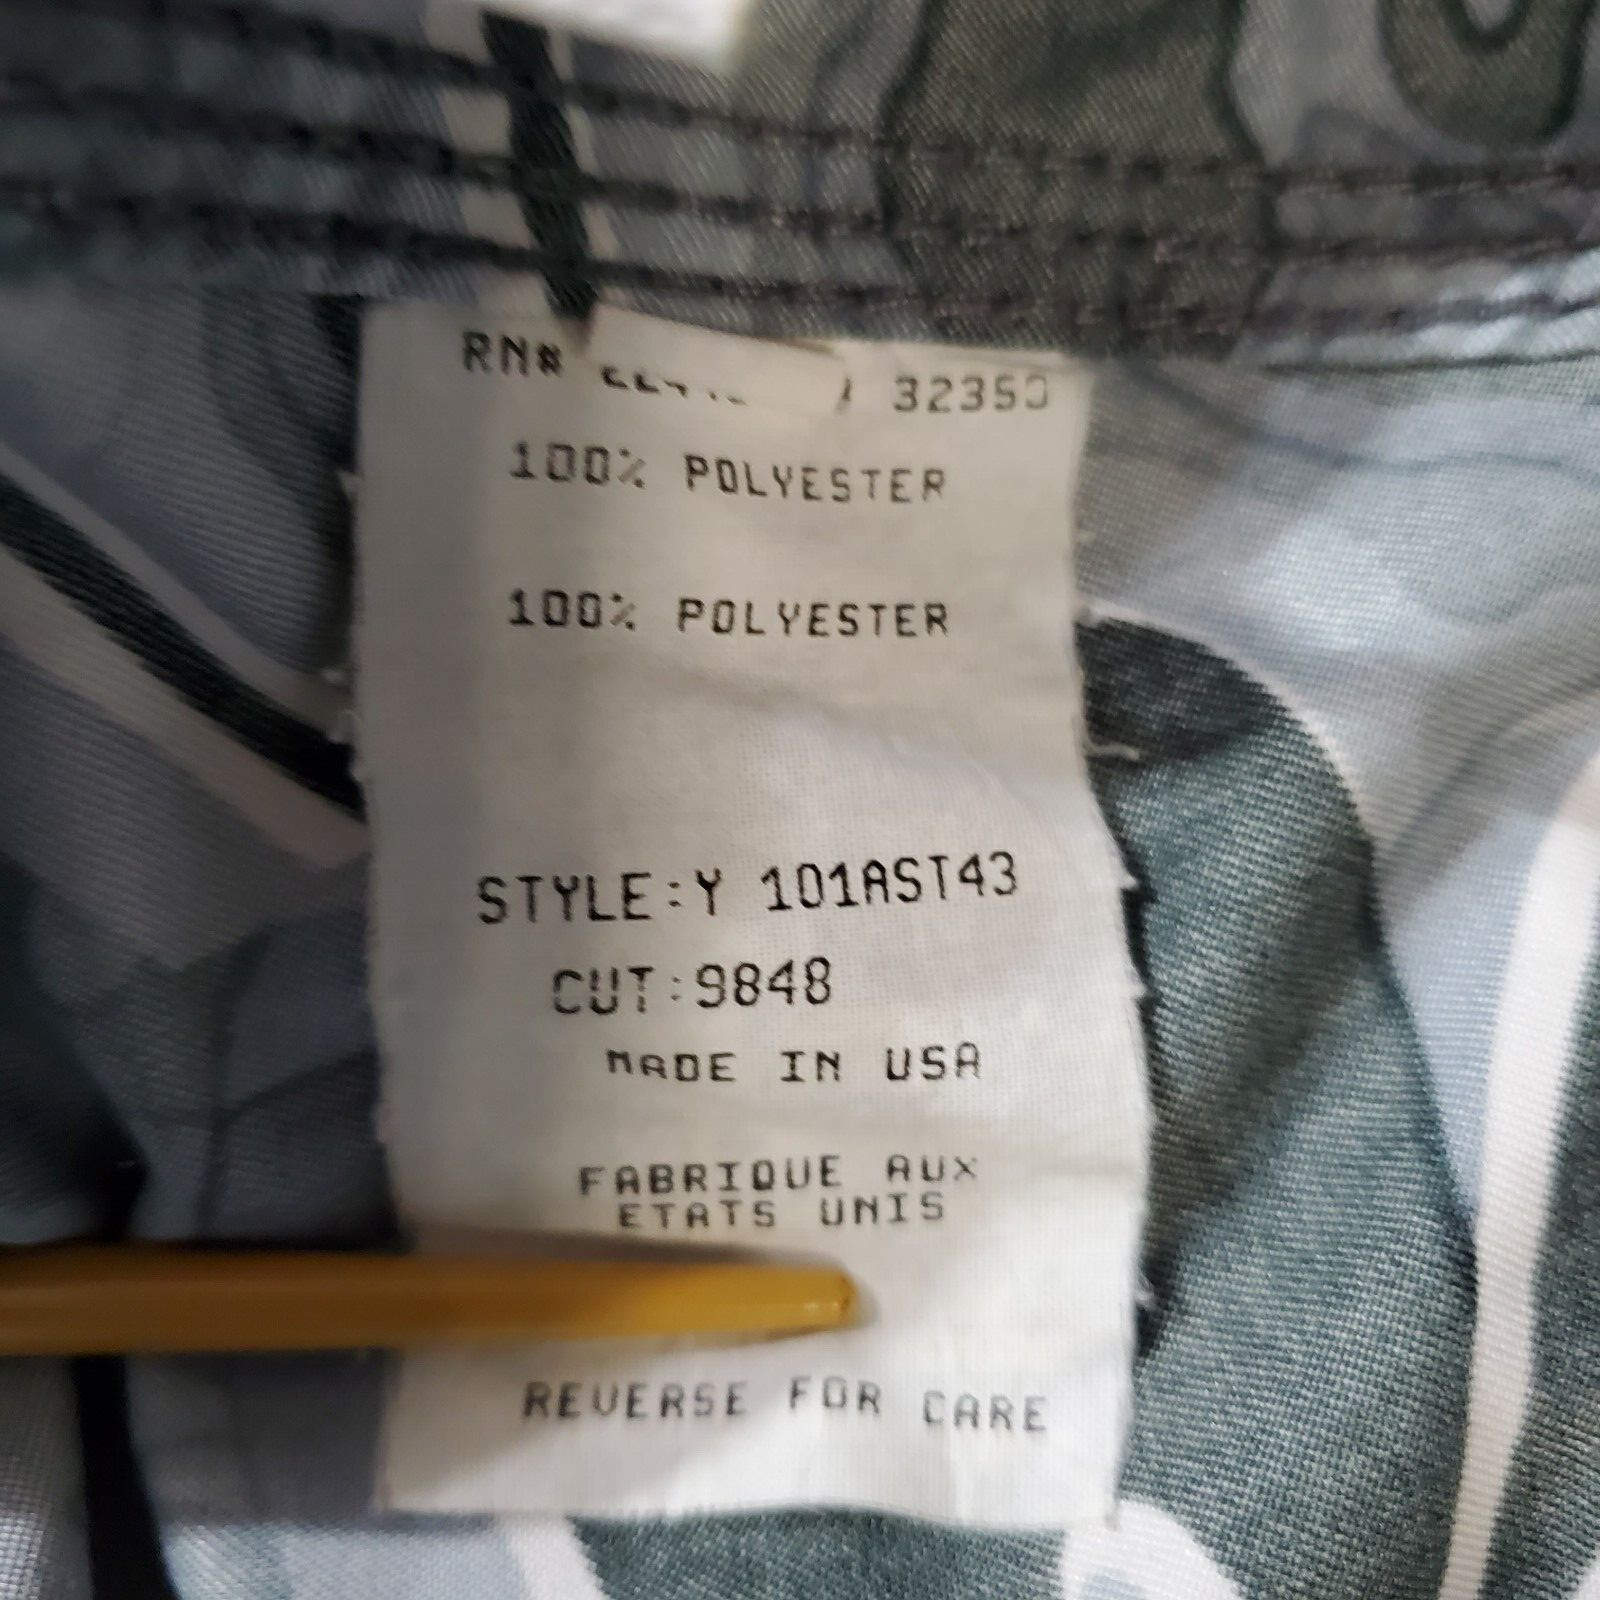 RN# 32350
100% POLYESTER
100% POLYESTER
STYLE:Y 101AST43
CUT:9848
MADE IN USA
FABRIQUE AUX
ETATS UNIS
REVERSE FOR CARE